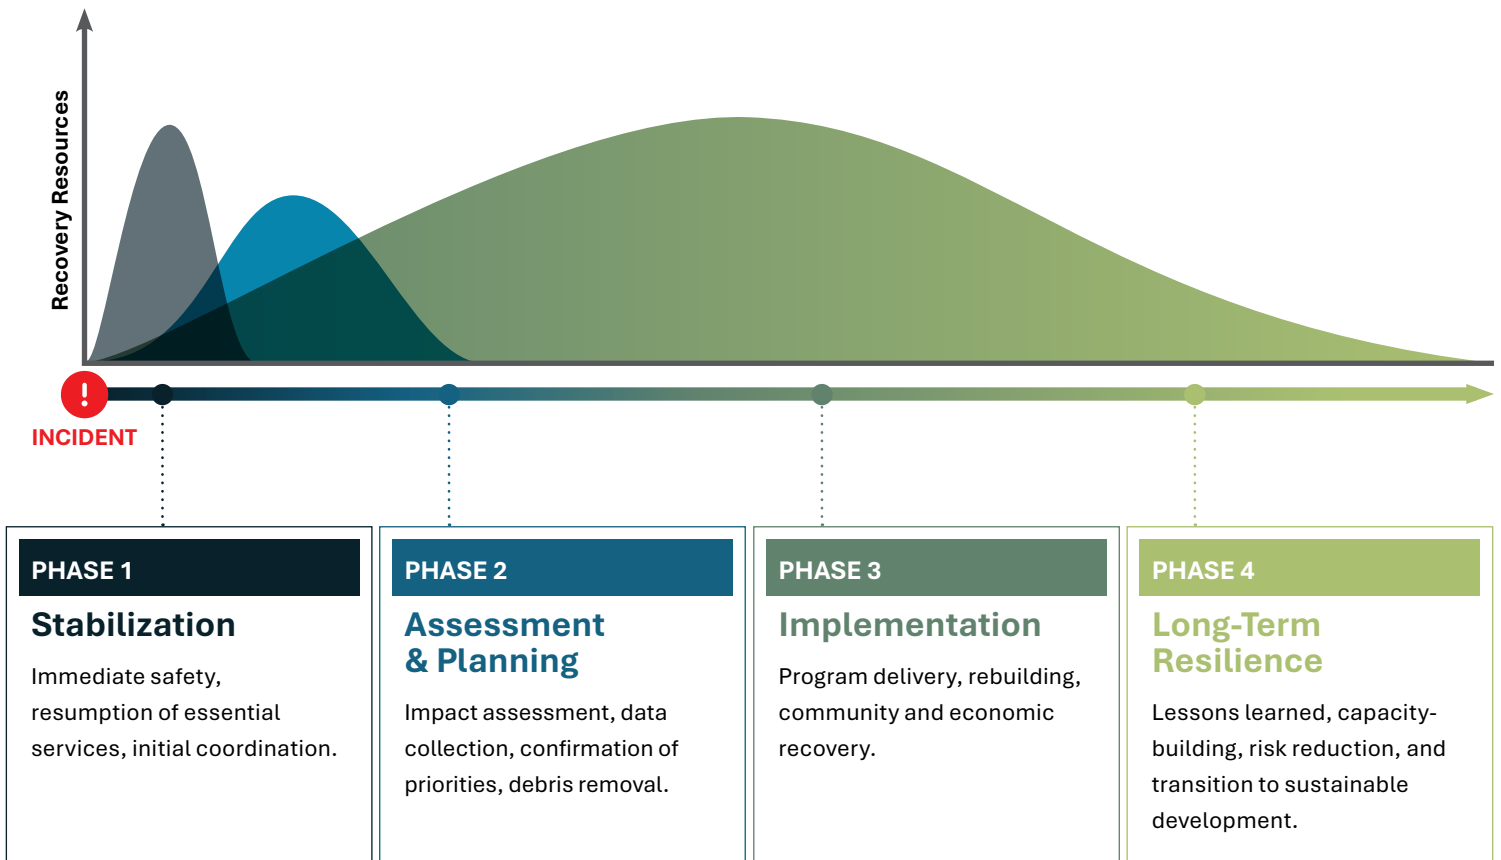 Recovery Resources
!
INCIDENT
PHASE 1
Stabilization
Immediate safety,
resumption of essential
services, initial coordination.
PHASE 2
Assessment
& Planning
Impact assessment, data
collection, confirmation of
priorities, debris removal.
PHASE 3
Implementation
Program delivery, rebuilding,
community and economic
recovery.
PHASE 4
Long-Term
Resilience
Lessons learned, capacity-
building, risk reduction, and
transition to sustainable
development.